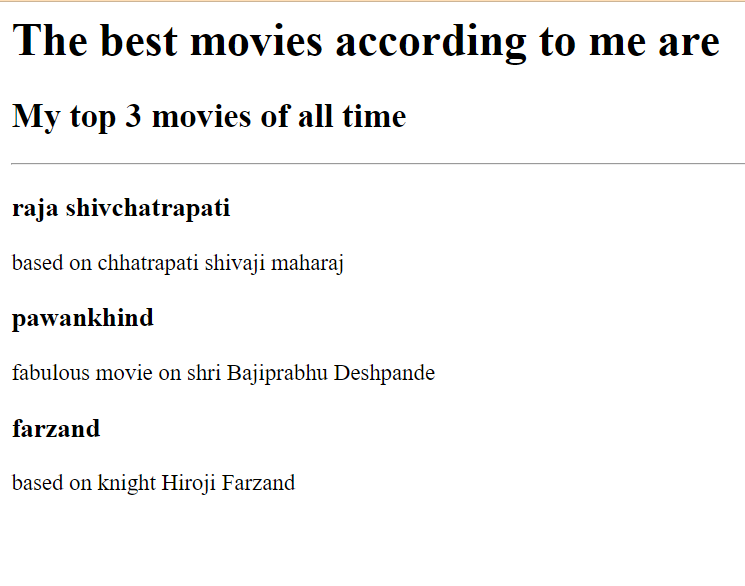 The best movies according to me are
My top 3 movies of all time
raja shivchatrapati
based on chhatrapati shivaji maharaj
pawankhind
fabulous movie on shri Bajiprabhu Deshpande
farzand
based on knight Hiroji Farzand